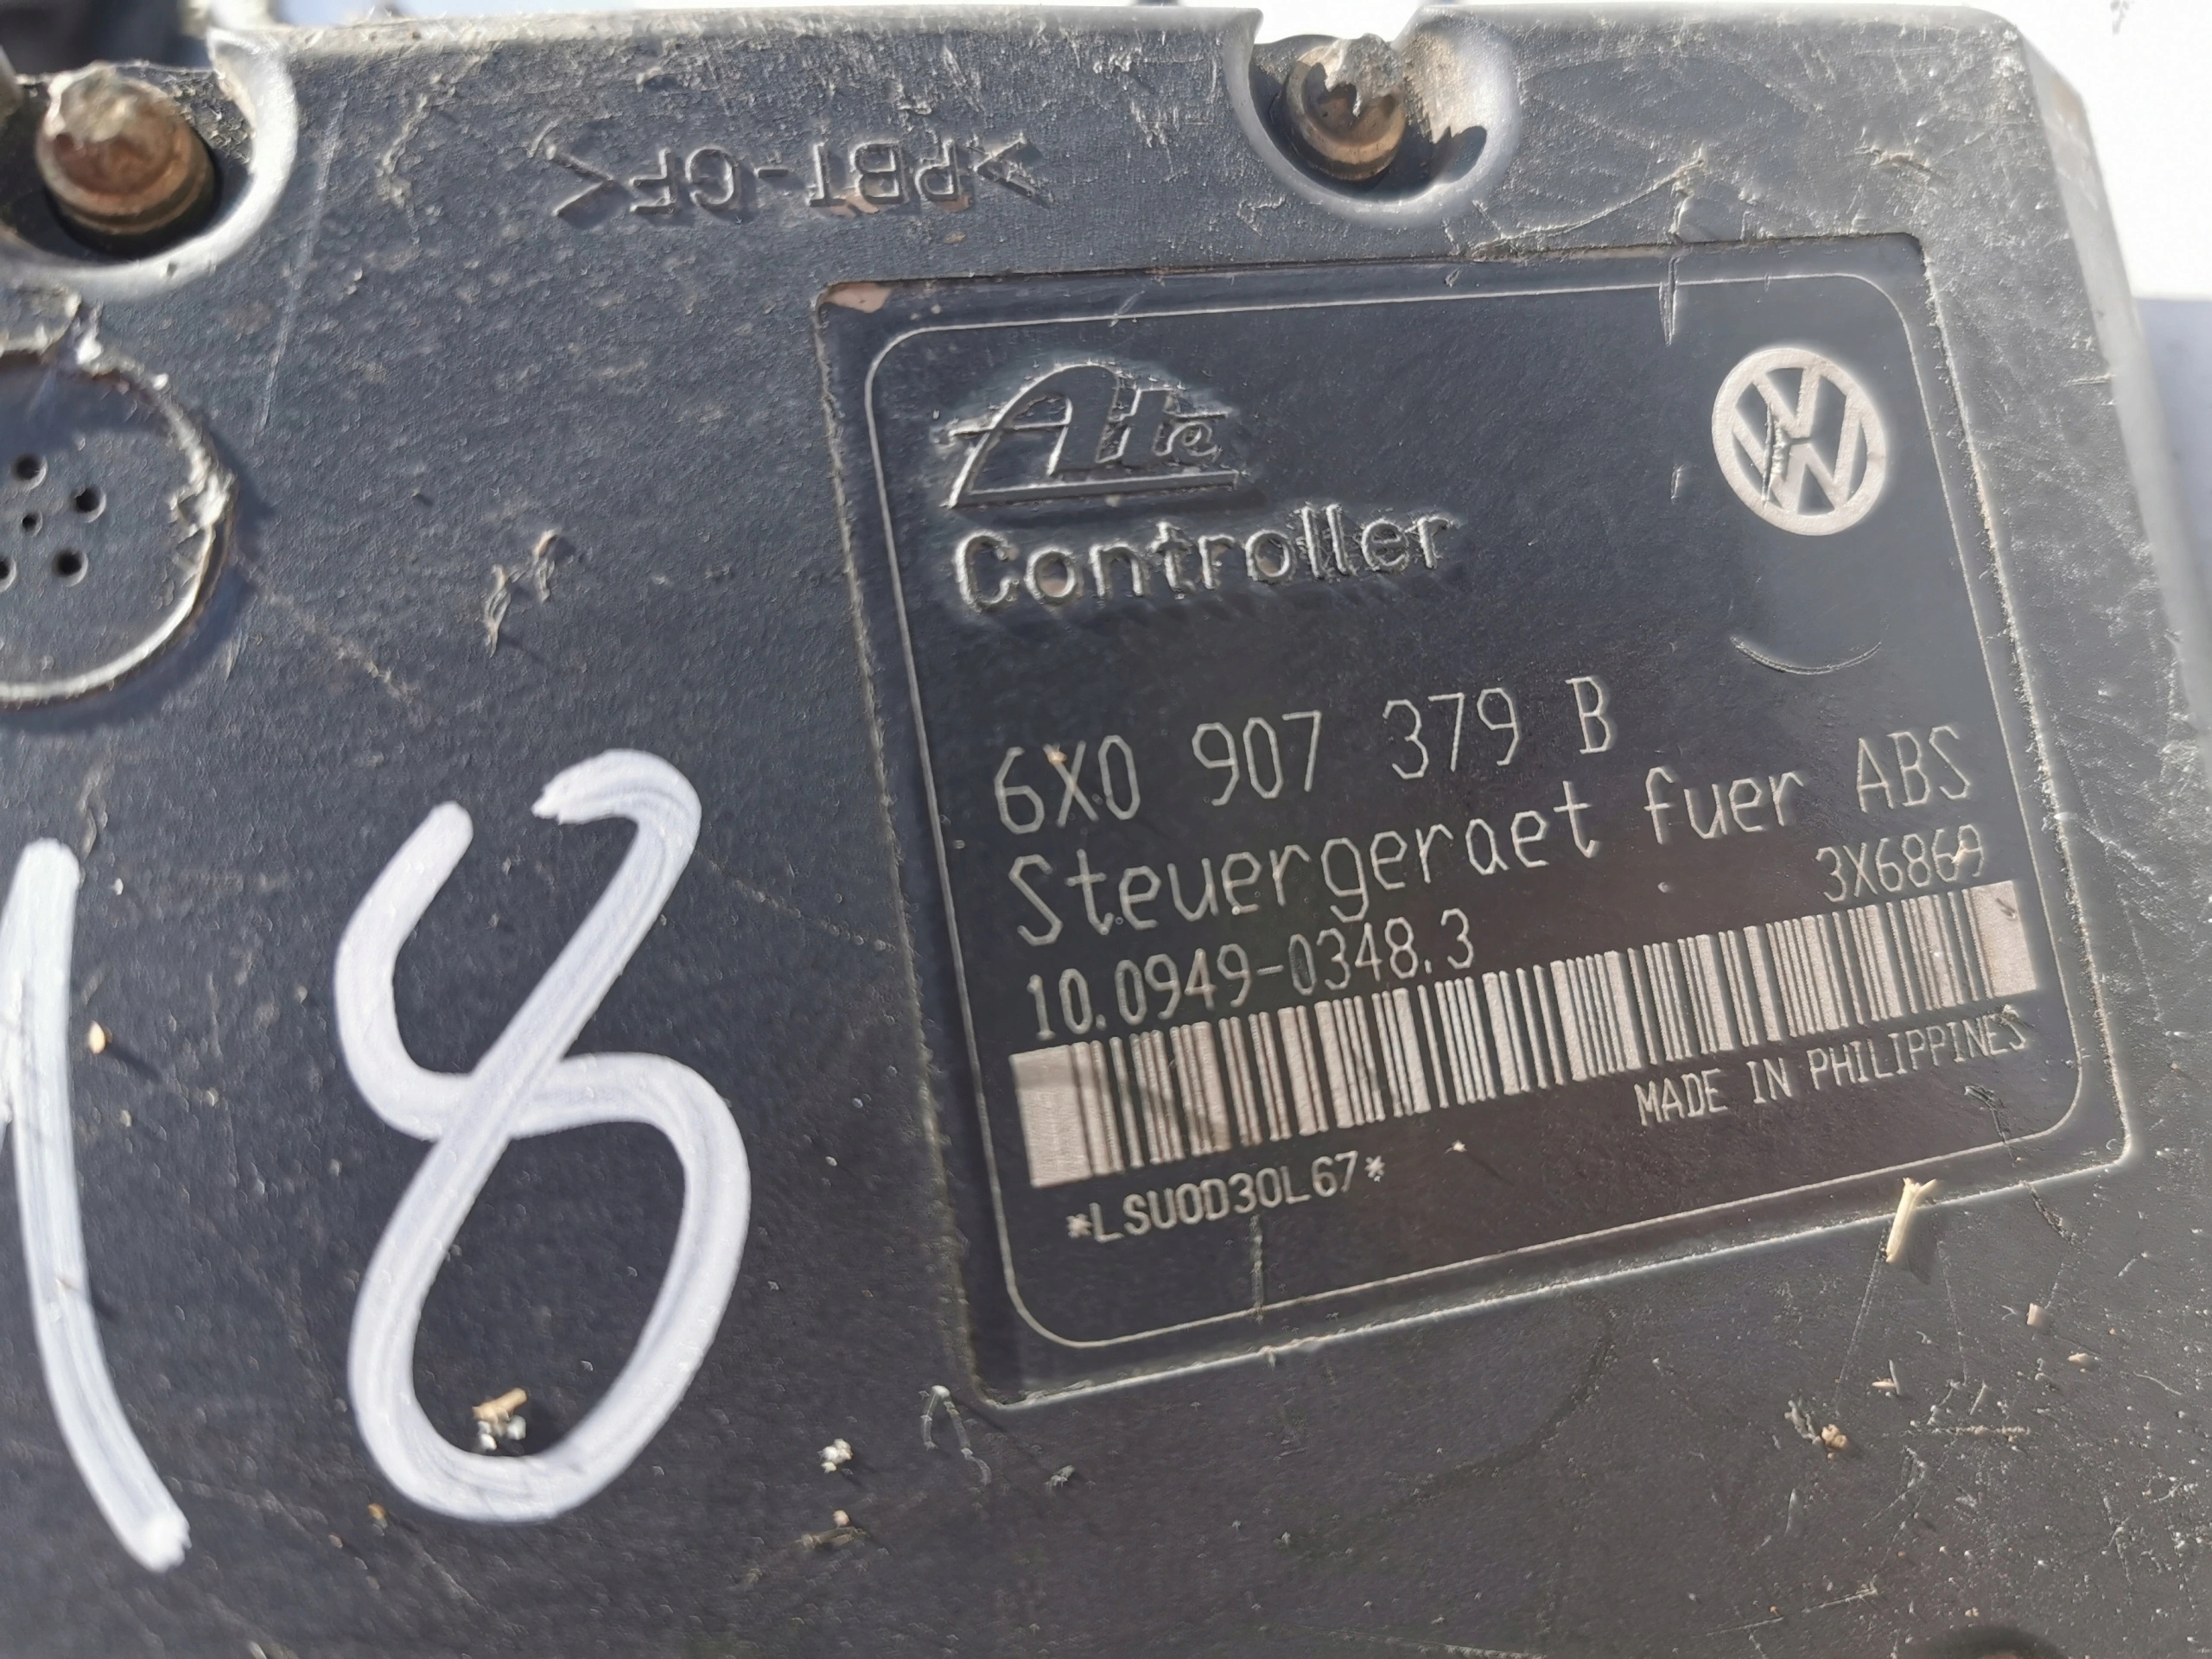 >PBT-GF<
Ate
Controller
6X0 907 379 B
Steuergeraet fuer ABS
3X6869
10.0949-0348.3
MADE IN PHILIPPINES
*LSU0D30L67*
18